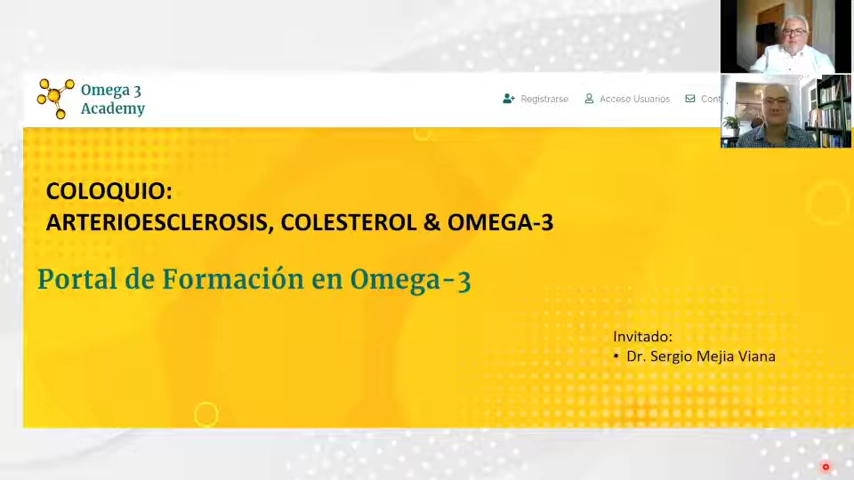 Omega 3
Academy
Registrarse
Acceso Usuarios
Cont
COLOQUIO:
ARTERIOESCLEROSIS, COLESTEROL & OMEGA-3
Portal de Formación en Omega-3
Invitado:
• Dr. Sergio Mejia Viana